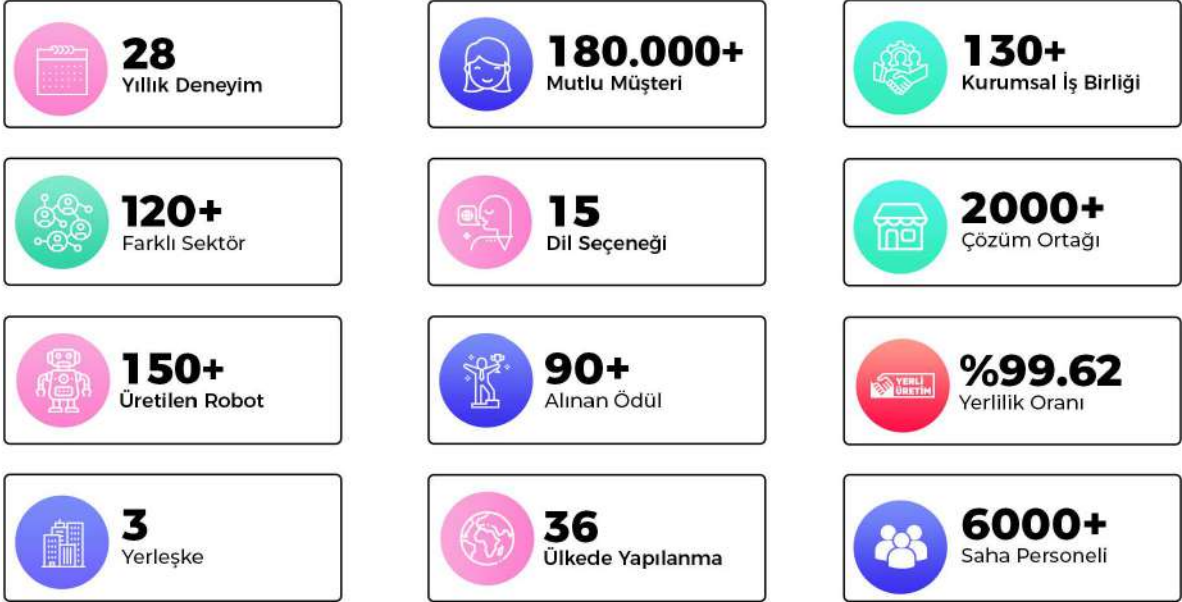 28
Yıllık Deneyim
180.000+
Mutlu Müşteri
130+
Kurumsal İş Birliği
120+
Farklı Sektör
15
Dil Seçeneği
2000+
Çözüm Ortağı
150+
Üretilen Robot
90+
Alınan Ödül
YERLİ
ÜRETİM
%99.62
Yerlilik Oranı
3
Yerleşke
36
Ülkede Yapılanma
6000+
Saha Personeli